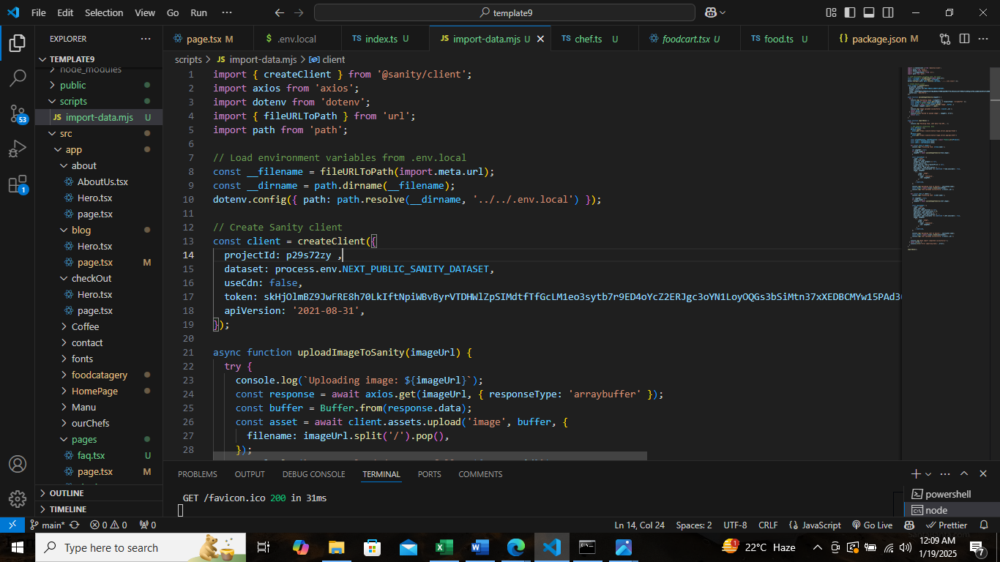 File Edit Selection View Go Run ··· template9
EXPLORER ···
TEMPLATE9
node_modules
public
scripts
JS import-data.mjs U
src
app
about
AboutUs.tsx
Hero.tsx
page.tsx
blog
Hero.tsx
page.tsx M
checkOut
Hero.tsx
page.tsx
Coffee
contact
fonts
foodcatagery
HomePage
Manu
ourChefs
pages
faq.tsx U
page.tsx M
OUTLINE
TIMELINE
53
1
page.tsx M $ .env.local TS index.ts U JS import-data.mjs U TS chef.ts U foodcart.tsx U TS food.ts U {} package.json M
scripts > JS import-data.mjs > client
1 import { createClient } from '@sanity/client';
2 import axios from 'axios';
3 import dotenv from 'dotenv';
4 import { fileURLToPath } from 'url';
5 import path from 'path';
6
7 // Load environment variables from .env.local
8 const __filename = fileURLToPath(import.meta.url);
9 const __dirname = path.dirname(__filename);
10 dotenv.config({ path: path.resolve(__dirname, '../../.env.local') });
11
12 // Create Sanity client
13 const client = createClient({
14 projectId: p29s72zy ,
15 dataset: process.env.NEXT_PUBLIC_SANITY_DATASET,
16 useCdn: false,
17 token:
18 apiVersion: '2021-08-31',
19 });
20
21 async function uploadImageToSanity(imageUrl) {
22 try {
23 console.log(`Uploading image: ${imageUrl}`);
24 const response = await axios.get(imageUrl, { responseType: 'arraybuffer' });
25 const buffer = Buffer.from(response.data);
26 const asset = await client.assets.upload('image', buffer, {
27 filename: imageUrl.split('/').pop(),
28 });
PROBLEMS OUTPUT DEBUG CONSOLE TERMINAL PORTS COMMENTS
GET /favicon.ico 200 in 31ms
powershell
node
main* 0 0 0 Ln 14, Col 24 Spaces: 2 UTF-8 CRLF {} JavaScript Go Live Prettier
Type here to search
22°C Haze
12:09 AM
1/19/2025
1
7